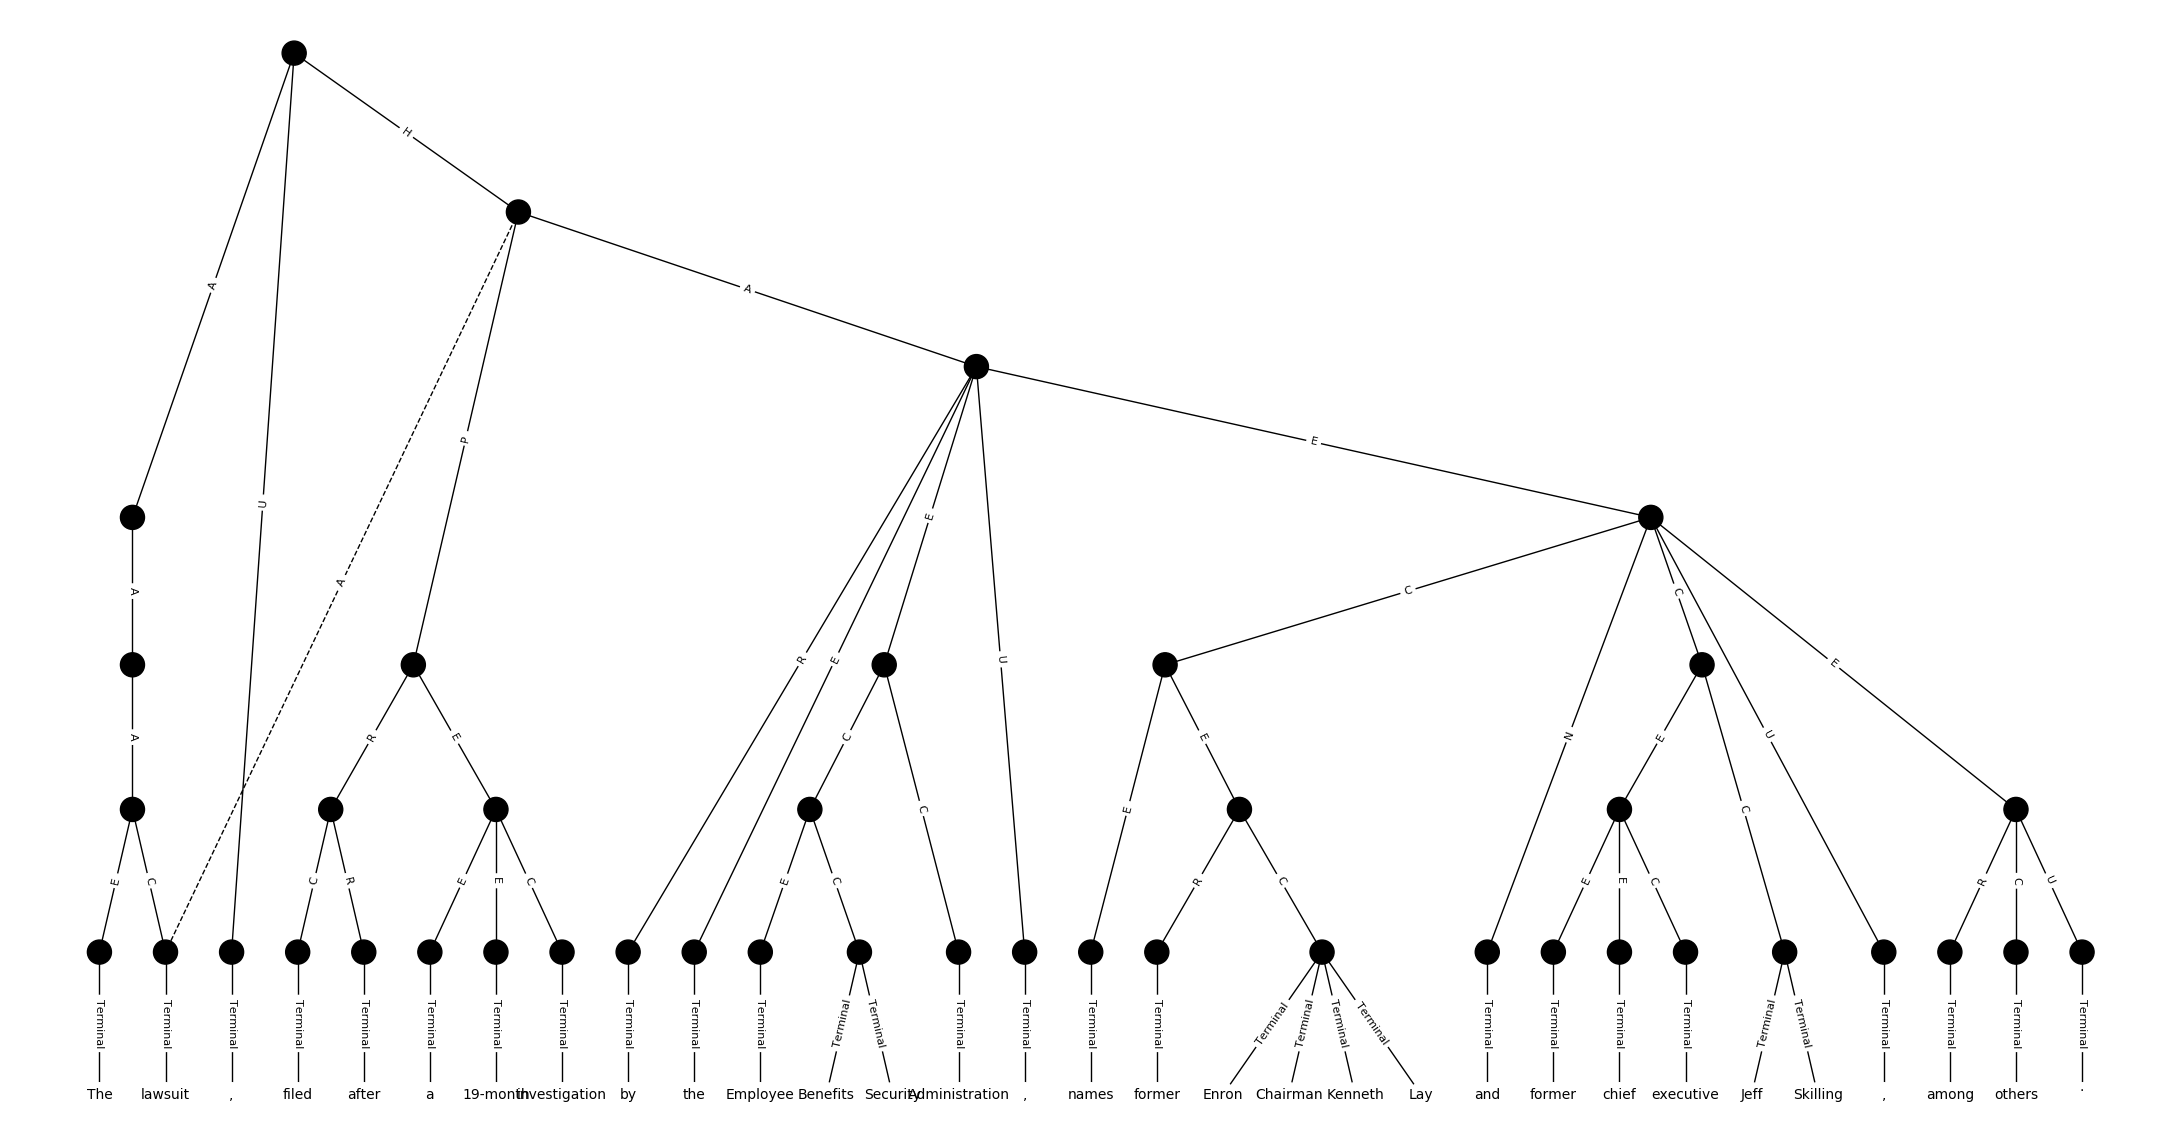 H
A
A
P
E
U
E
A
A
C
C
R
E
U
E
A
R
E
C
E
N
E
U
C
E
C
E
C
C
R
E
E
C
E
C
R
C
E
E
C
R
C
U
Terminal Terminal Terminal Terminal Terminal Terminal Terminal Terminal Terminal Terminal Terminal Terminal Terminal Terminal Terminal Terminal Terminal Terminal Terminal Terminal Terminal Terminal Terminal Terminal Terminal Terminal Terminal Terminal Terminal Terminal Terminal
The lawsuit , filed after a 19-month investigation by the Employee Benefits Security Administration , names former Enron Chairman Kenneth Lay and former chief executive Jeff Skilling , among others .